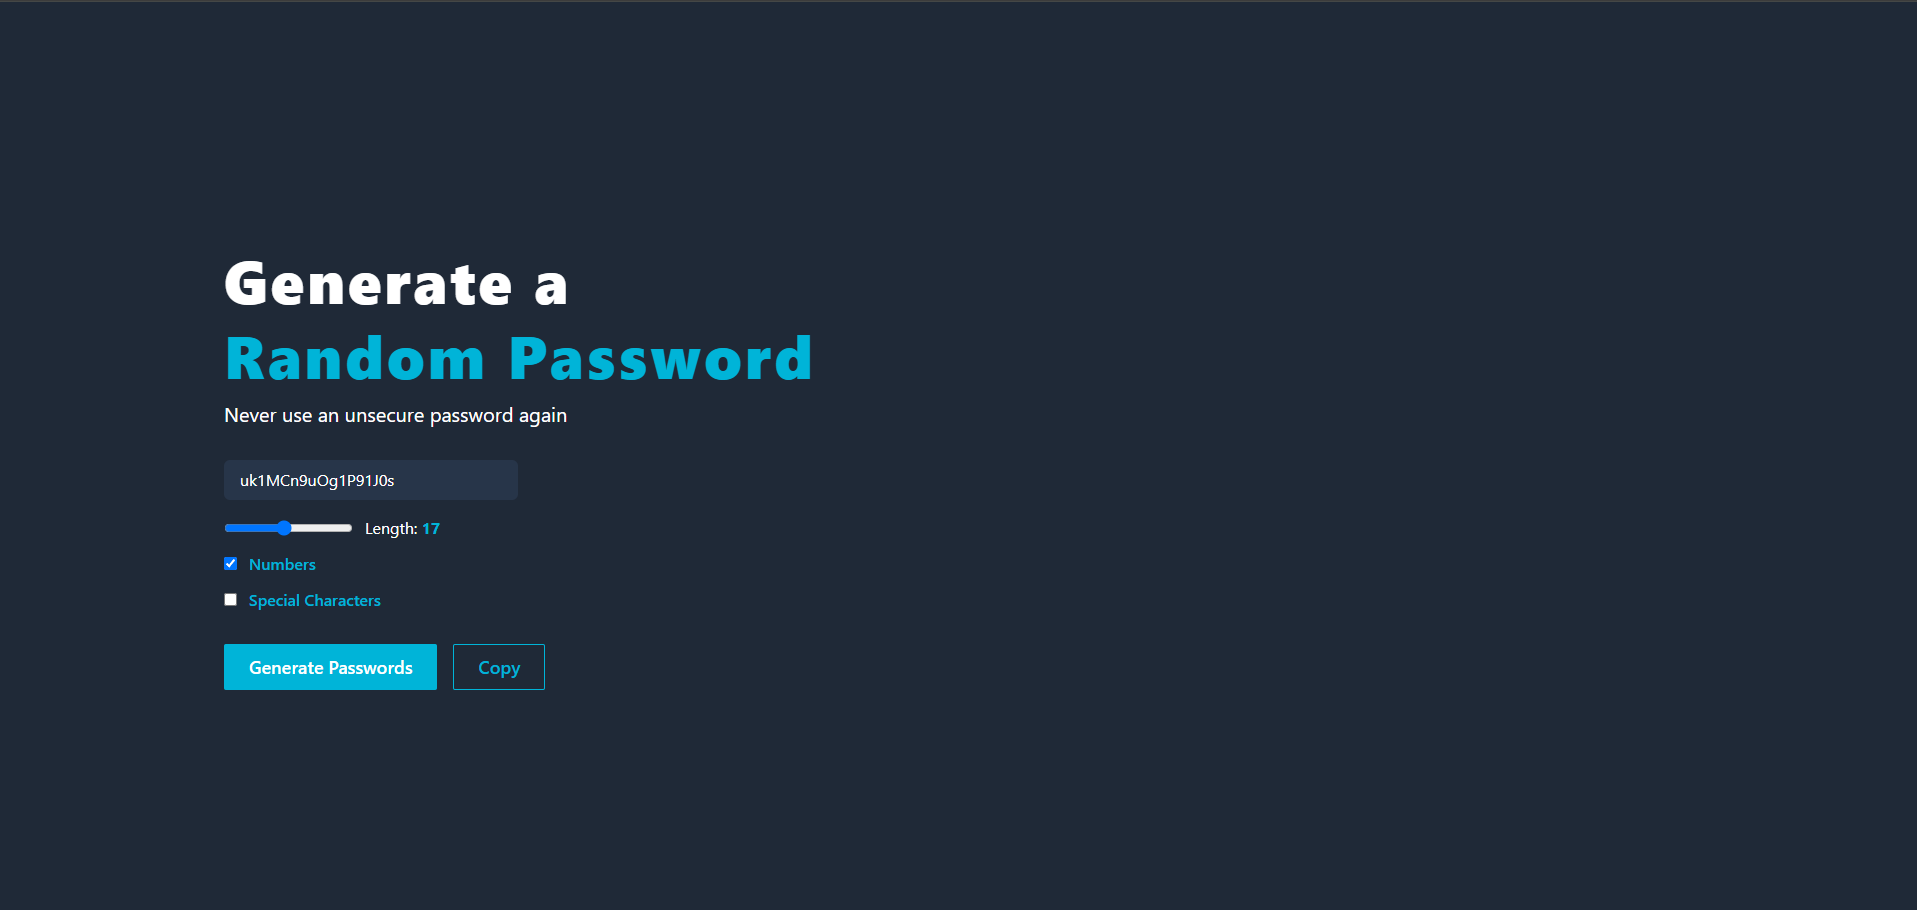 Generate a
Random Password
Never use an unsecure password again
uk1MCn9uOg1P91J0s
Length: 17
Numbers
Special Characters
Generate Passwords
Copy